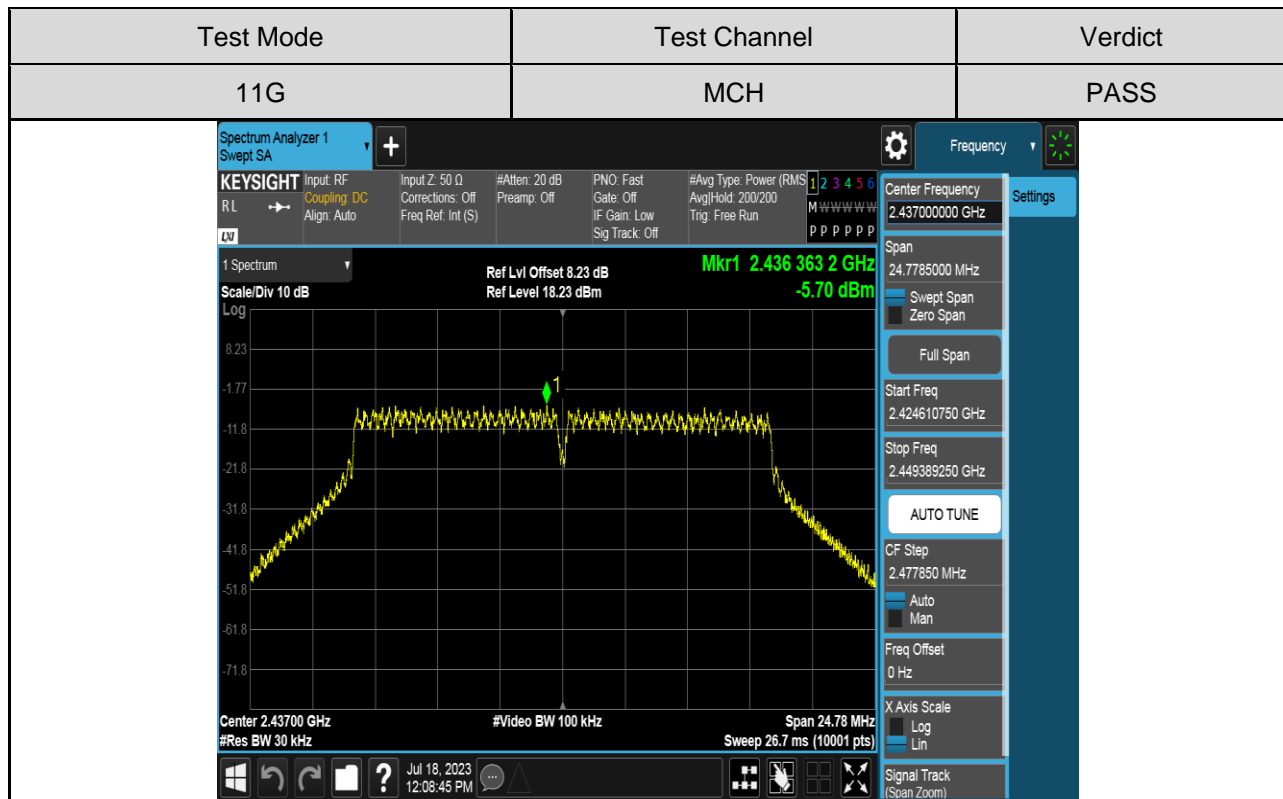 Test Mode Test Channel Verdict
11G MCH PASS
Spectrum Analyzer 1
Swept SA
Frequency
KEYSIGHT Input: RF Input Z: 50 Ω #Atten: 20 dB PNO: Fast #Avg Type: Power (RMS 1 2 3 4 5 6
RL Coupling: DC Corrections: Off Preamp: Off Gate: Off Avg|Hold: 200/200 M W W W W W
Align: Auto Freq Ref: Int (S) IF Gain: Low Trig: Free Run
LXI Sig Track: Off P P P P P P
1 Spectrum
Ref Lvl Offset 8.23 dB Mkr1 2.436 363 2 GHz
Scale/Div 10 dB Ref Level 18.23 dBm -5.70 dBm
Log
8.23
-1.77
1
-11.8
-21.8
-31.8
-41.8
-51.8
-61.8
-71.8
Center 2.43700 GHz #Video BW 100 kHz Span 24.78 MHz
#Res BW 30 kHz Sweep 26.7 ms (10001 pts)
?
Jul 18, 2023
12:08:45 PM
Center Frequency
2.437000000 GHz
Settings
Span
24.7785000 MHz
Swept Span
Zero Span
Full Span
Start Freq
2.424610750 GHz
Stop Freq
2.449389250 GHz
AUTO TUNE
CF Step
2.477850 MHz
Auto
Man
Freq Offset
0 Hz
X Axis Scale
Log
Lin
Signal Track
(Span Zoom)